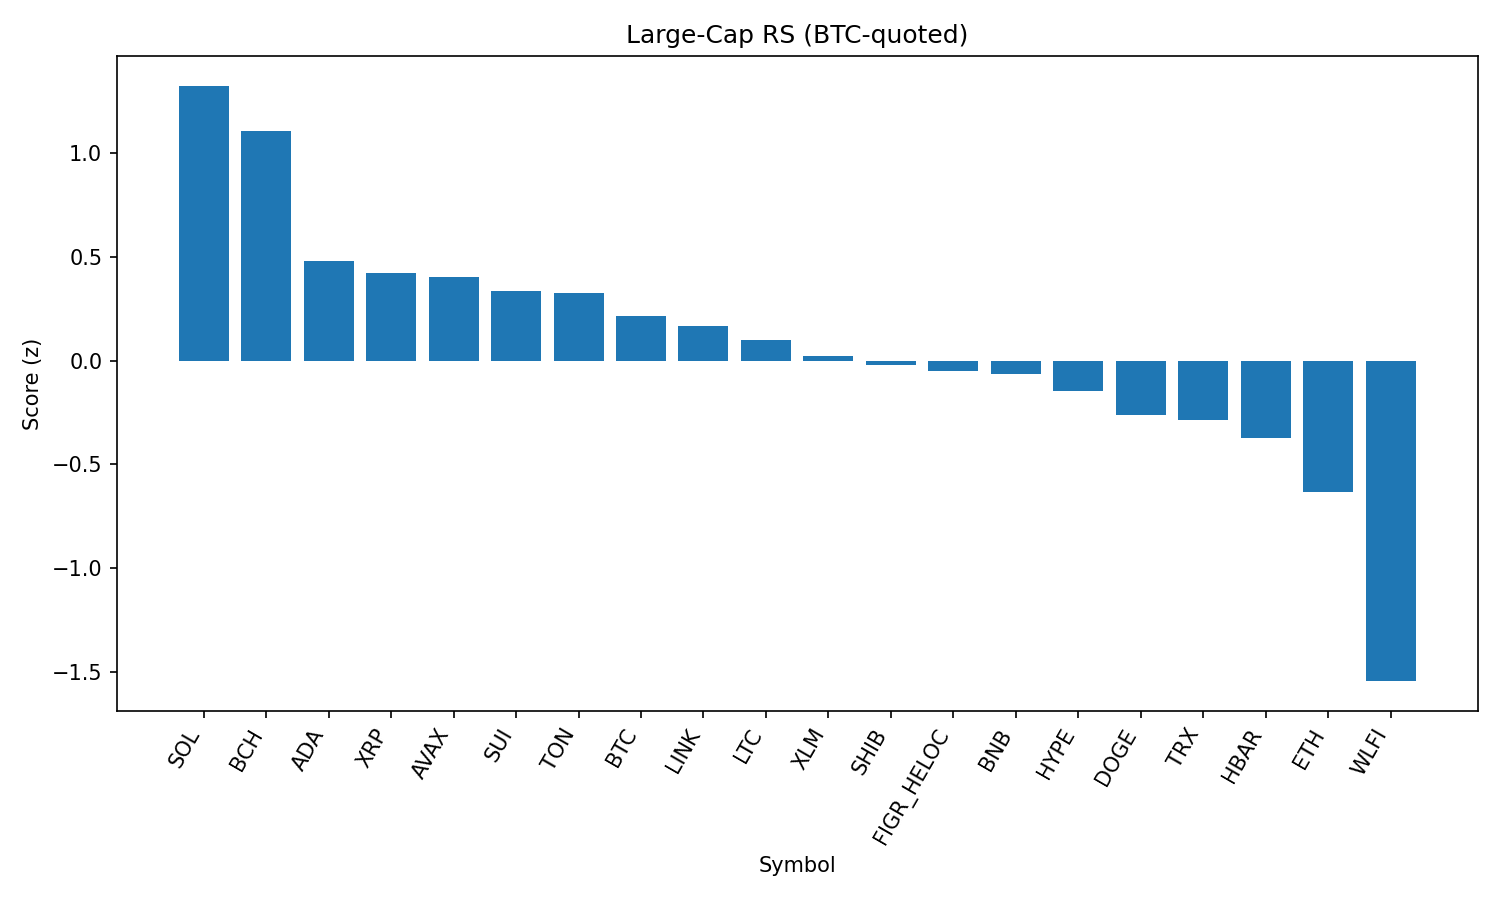 Large-Cap RS (BTC-quoted)
Score (z)
1.0
0.5
0.0
−0.5
−1.0
−1.5
SOL
BCH
ADA
XRP
AVAX
SUI
TON
BTC
LINK
LTC
XLM
SHIB
FIGR_HELOC
BNB
HYPE
DOGE
TRX
HBAR
ETH
WLFI
Symbol